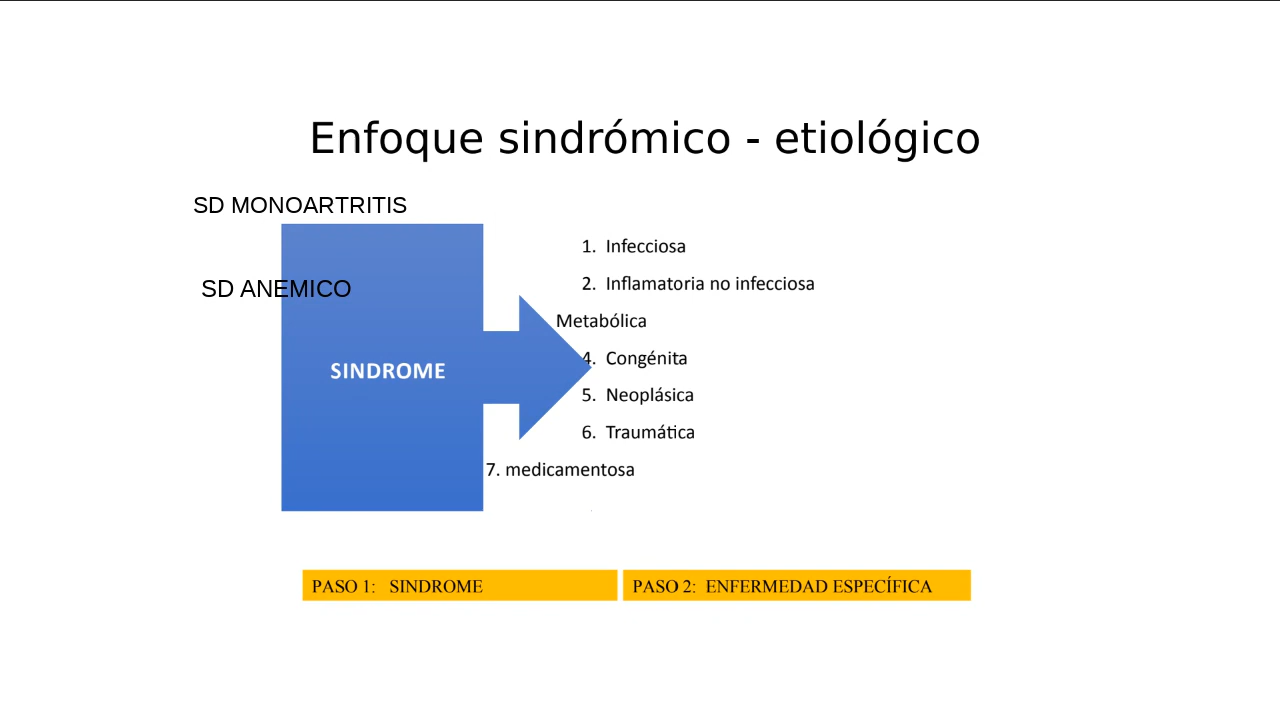 Enfoque sindrómico - etiológico
SD MONOARTRITIS
SD ANEMICO
SINDROME
1. Infecciosa
2. Inflamatoria no infecciosa
Metabólica
4. Congénita
5. Neoplásica
6. Traumática
7. medicamentosa
PASO 1: SINDROME
PASO 2: ENFERMEDAD ESPECÍFICA